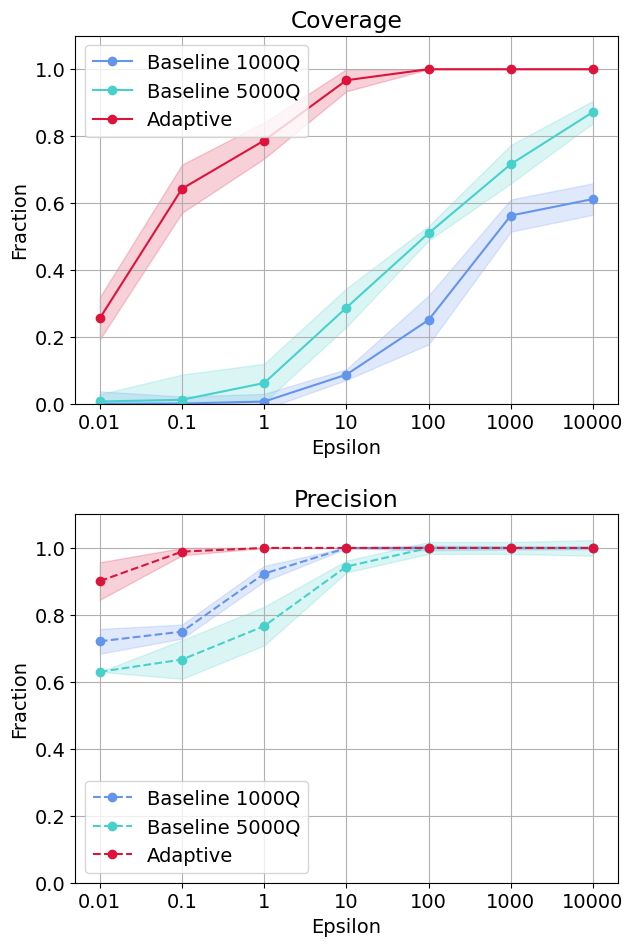 Coverage
Baseline 1000Q
Baseline 5000Q
Adaptive
1.0
0.8
0.6
0.4
0.2
0.0
Fraction
0.01 0.1 1 10 100 1000 10000
Epsilon
Precision
1.0
0.8
0.6
0.4
0.2
0.0
Fraction
Baseline 1000Q
Baseline 5000Q
Adaptive
0.01 0.1 1 10 100 1000 10000
Epsilon